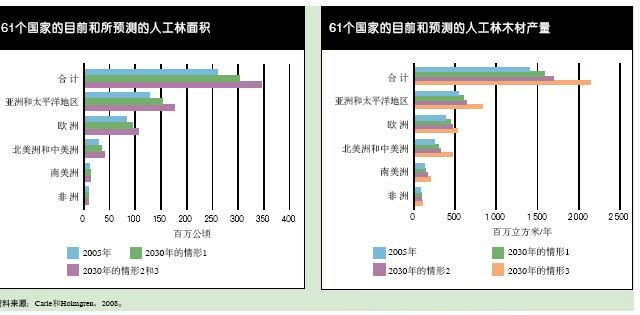 61个国家的目前和所预测的人工林面积
合 计
亚洲和太平洋地区
欧 洲
北美洲和中美洲
南美洲
非 洲
0 50 100 150 200 250 300 350 400
百万公顷
2005年
2030年的情形1
2030年的情形2和3
61个国家的目前和预测的人工林木材产量
合 计
亚洲和太平洋地区
欧 洲
北美洲和中美洲
南美洲
非 洲
0 500 1 000 1 500 2 000 2 500
百万立方米/年
2005年
2030年的情形1
2030年的情形2
2030年的情形3
资料来源：Carle和Holmgren，2008。